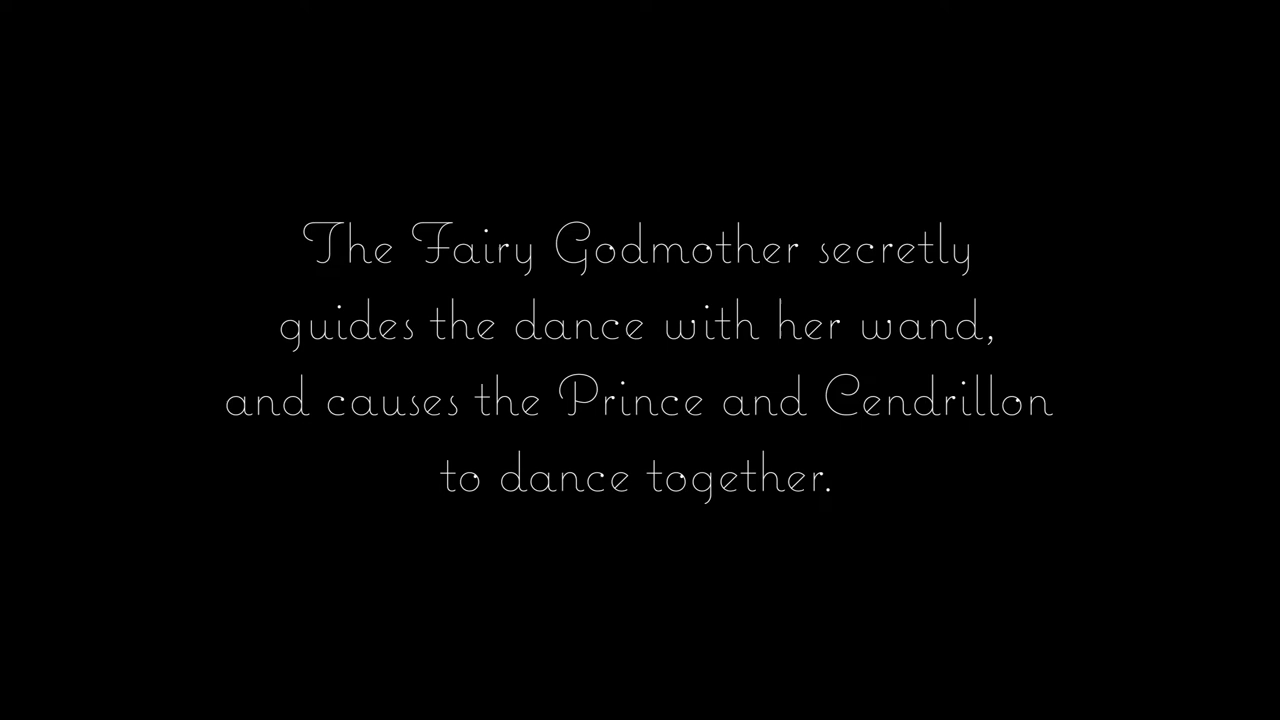 The Fairy Godmother secretly
guides the dance with her wand,
and causes the Prince and Cendrillon
to dance together.